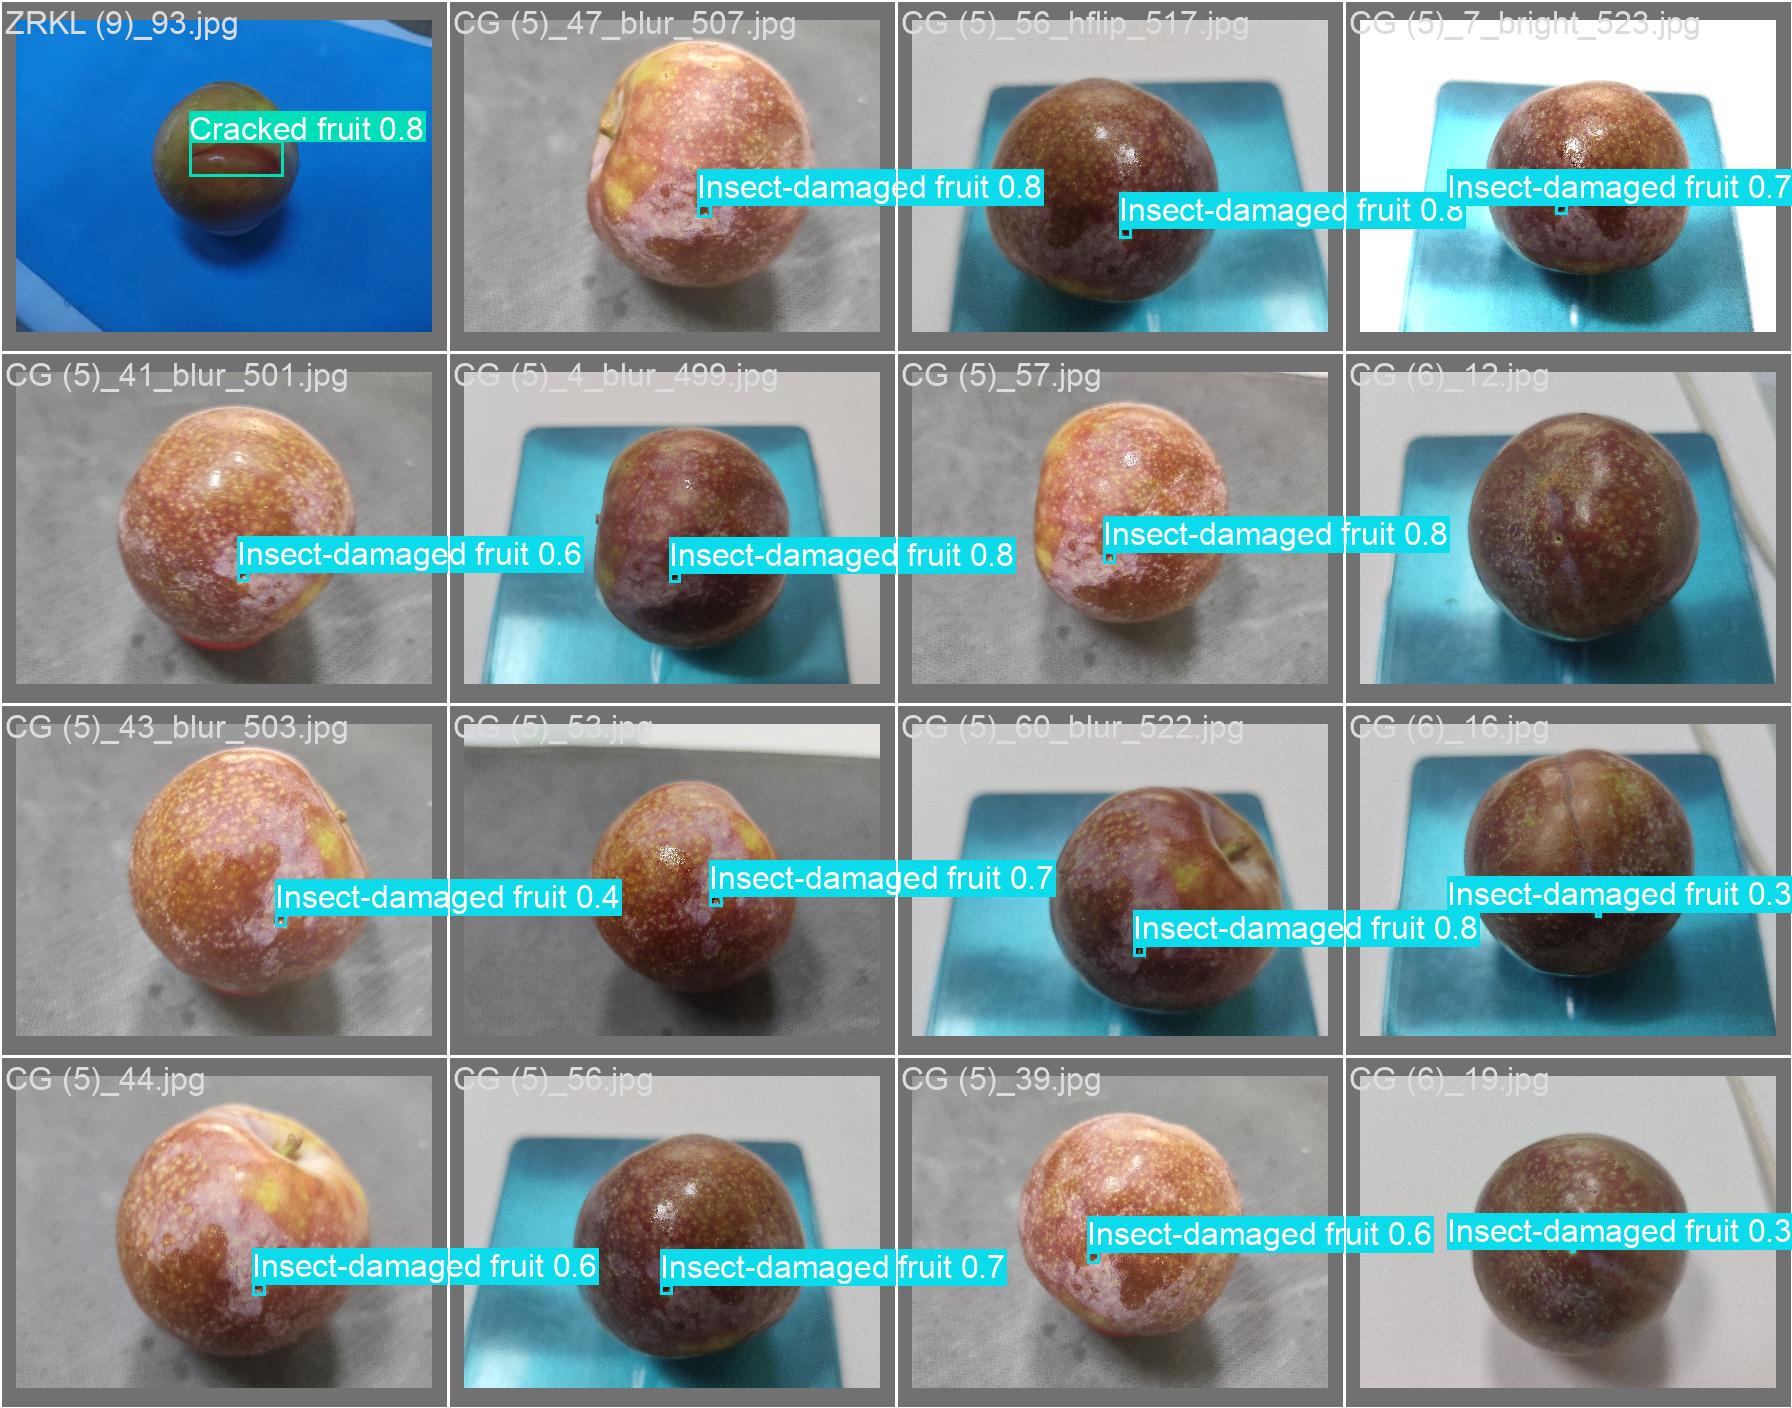 ZRKL (9)_93.jpg
CG (5)_47_blur_507.jpg
CG (5)_56_hflip_517.jpg
CG (5)_7_bright_523.jpg
Cracked fruit 0.8
Insect-damaged fruit 0.8
Insect-damaged fruit 0.8
Insect-damaged fruit 0.7
CG (5)_41_blur_501.jpg
CG (5)_4_blur_499.jpg
CG (5)_57.jpg
CG (6)_12.jpg
Insect-damaged fruit 0.6
Insect-damaged fruit 0.8
Insect-damaged fruit 0.8
CG (5)_43_blur_503.jpg
CG (5)_53.jpg
CG (5)_60_blur_522.jpg
CG (6)_16.jpg
Insect-damaged fruit 0.4
Insect-damaged fruit 0.7
Insect-damaged fruit 0.8
Insect-damaged fruit 0.3
CG (5)_44.jpg
CG (5)_56.jpg
CG (5)_39.jpg
CG (6)_19.jpg
Insect-damaged fruit 0.6
Insect-damaged fruit 0.7
Insect-damaged fruit 0.6
Insect-damaged fruit 0.3